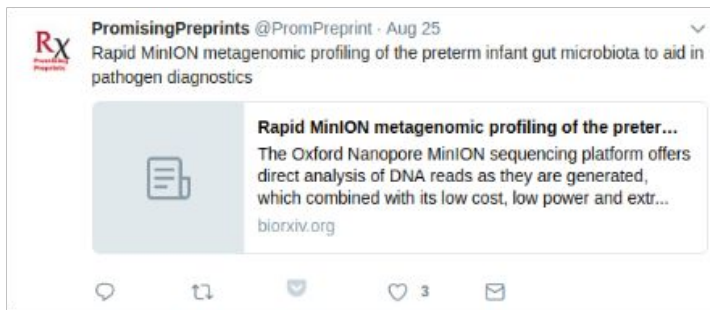 Rx
Promising
Preprints
PromisingPreprints @PromPreprint · Aug 25
Rapid MinION metagenomic profiling of the preterm infant gut microbiota to aid in
pathogen diagnostics
Rapid MinION metagenomic profiling of the preter...
The Oxford Nanopore MinION sequencing platform offers
direct analysis of DNA reads as they are generated,
which combined with its low cost, low power and extr...
biorxiv.org
3